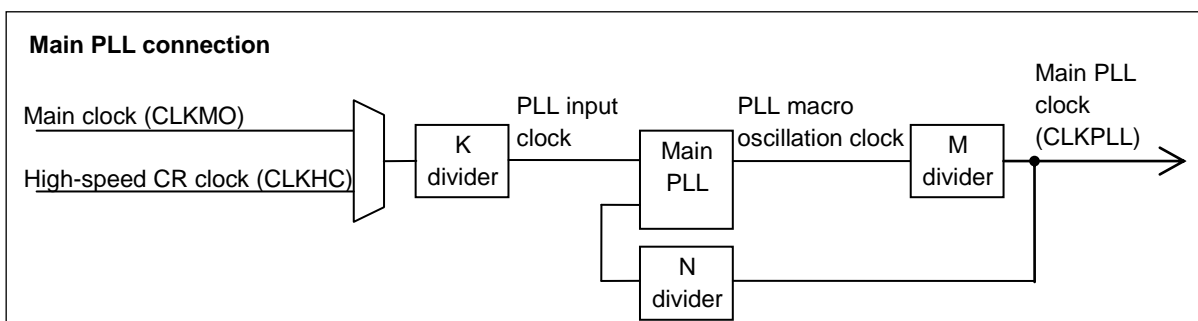 Main PLL connection
Main clock (CLKMO)
High-speed CR clock (CLKHC)
K
divider
PLL input
clock
Main
PLL
PLL macro
oscillation clock
M
divider
Main PLL
clock
(CLKPLL)
N
divider